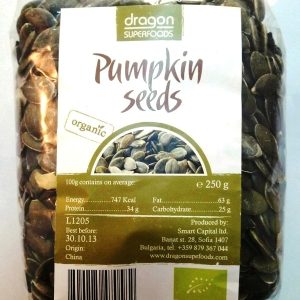 dragon
SUPERFOODS
Pumpkin
seeds
organic
100g contains on average:
℮ 250 g
Energy 747 Kcal Fat 63 g
Protein 34 g Carbohydrate 25 g
L1205
Best before:
30.10.13
Origin:
China
Produced by:
Smart Capital ltd.
Banat st. 28, Sofia 1407
Bulgaria, tel. +359 879 367 044
www.dragonsuperfoods.com